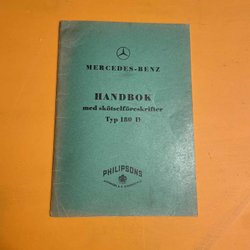 MERCEDES-BENZ
HANDBOK
med skötselföreskrifter
Typ 180 D
PHILIPSONS